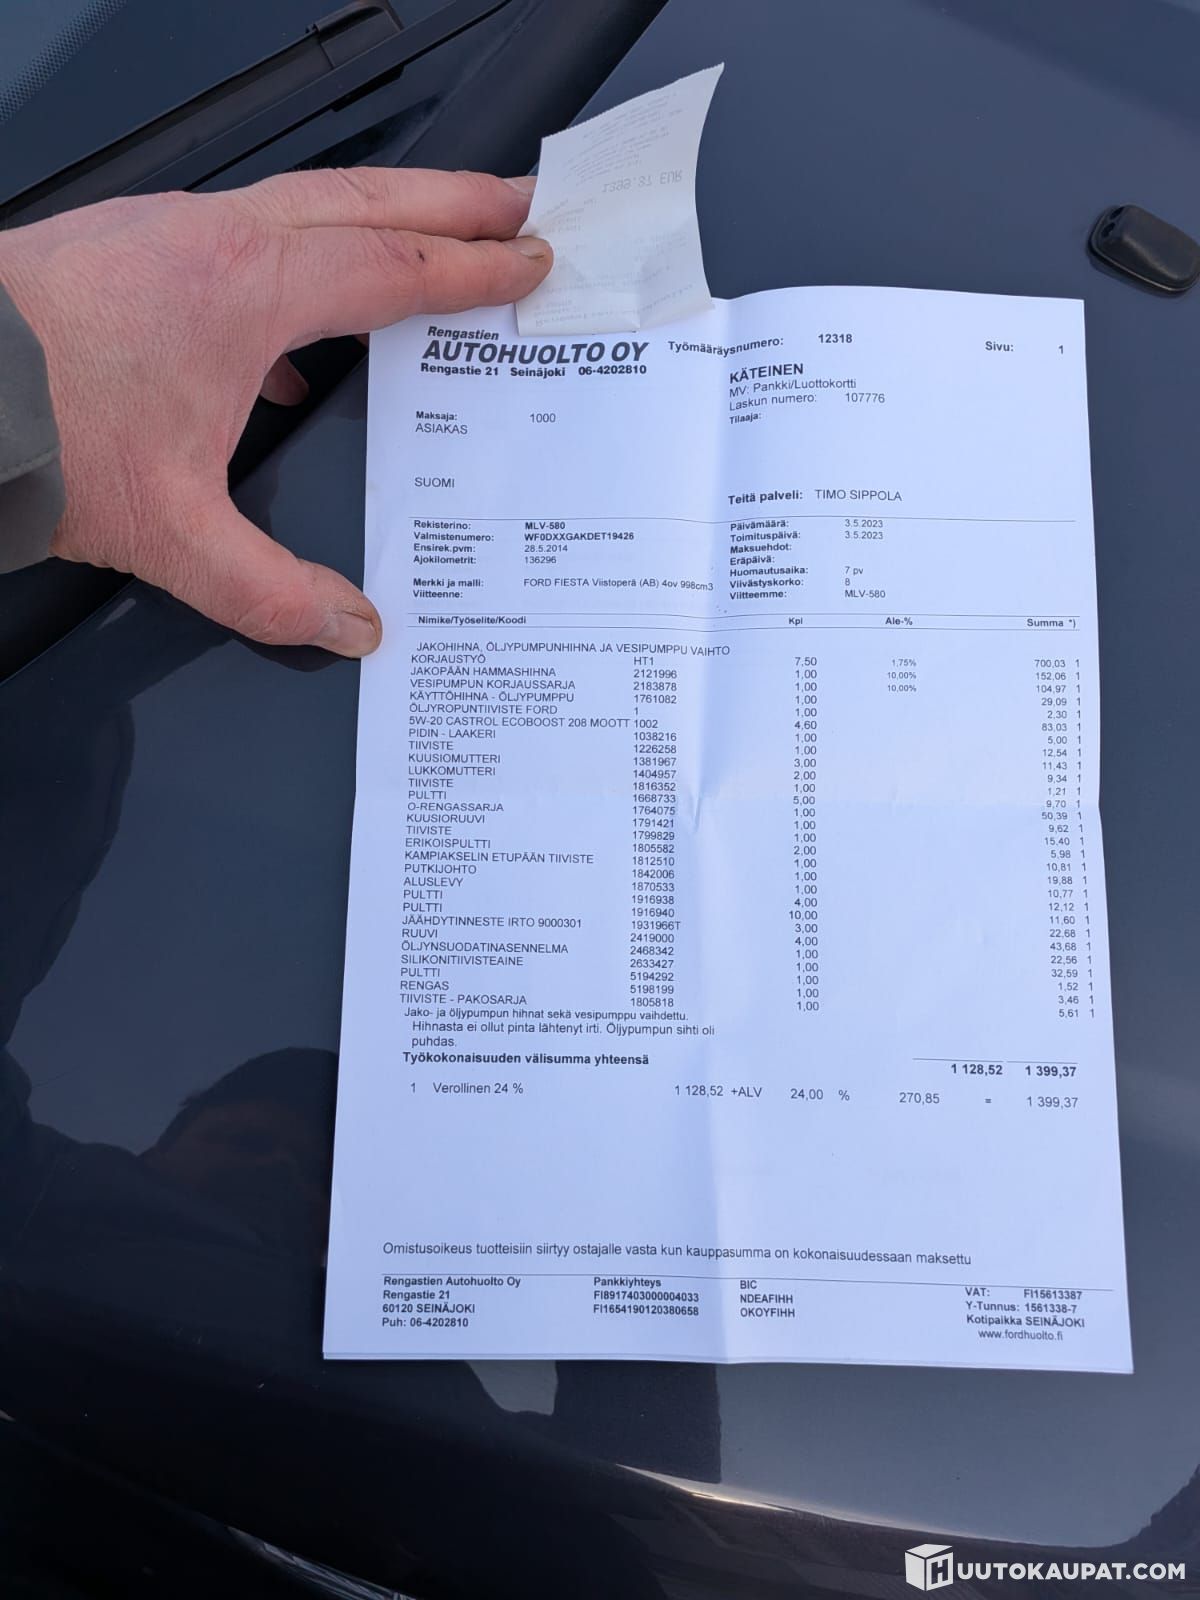 1399.37 EUR
Rengastien
AUTOHUOLTO OY
Rengastie 21 Seinäjoki 06-4202810
Työmääräysnumero: 12318 Sivu: 1
KÄTEINEN
MV: Pankki/Luottokortti
Laskun numero: 107776
Tilaaja:
Maksaja: 1000
ASIAKAS
SUOMI
Teitä palveli: TIMO SIPPOLA
Rekisterino: MLV-580
Valmistenumero: WF0DXXGAKDET19426
Ensirek.pvm: 28.5.2014
Ajokilometrit: 136296
Merkki ja malli: FORD FIESTA Viistoperä (AB) 4ov 998cm3
Viitteenne:
Päivämäärä: 3.5.2023
Toimituspäivä: 3.5.2023
Maksuehdot:
Eräpäivä:
Huomautusaika: 7 pv
Viivästyskorko: 8
Viitteemme: MLV-580
Nimike/Työselite/Koodi Kpl Ale-% Summa *)
JAKOHIHNA, ÖLJYPUMPUNHIHNA JA VESIPUMPPU VAIHTO
KORJAUSTYÖ HT1 7,50 1,75% 700,03 1
JAKOPÄÄN HAMMASHIHNA 2121996 1,00 10,00% 152,06 1
VESIPUMPUN KORJAUSSARJA 2183878 1,00 10,00% 104,97 1
KÄYTTÖHIHNA - ÖLJYPUMPPU 1761082 1,00 29,09 1
ÖLJYROPUNTIIVISTE FORD 1 1,00 2,30 1
5W-20 CASTROL ECOBOOST 208 MOOTT 1002 4,60 83,03 1
PIDIN - LAAKERI 1038216 1,00 5,00 1
TIIVISTE 1226258 1,00 12,54 1
KUUSIOMUTTERI 1381967 3,00 11,43 1
LUKKOMUTTERI 1404957 2,00 9,34 1
TIIVISTE 1816352 1,00 1,21 1
PULTTI 1668733 5,00 9,70 1
O-RENGASSARJA 1764075 1,00 50,39 1
KUUSIORUUVI 1791421 1,00 9,62 1
TIIVISTE 1799829 1,00 15,40 1
ERIKOISPULTTI 1805582 2,00 5,98 1
KAMPIAKSELIN ETUPÄÄN TIIVISTE 1812510 1,00 10,81 1
PUTKIJOHTO 1842006 1,00 19,88 1
ALUSLEVY 1870533 1,00 10,77 1
PULTTI 1916938 4,00 12,12 1
PULTTI 1916940 10,00 11,60 1
JÄÄHDYTINNESTE IRTO 9000301 1931966T 3,00 22,68 1
RUUVI 2419000 4,00 43,68 1
ÖLJYNSUODATINASENNELMA 2468342 1,00 22,56 1
SILIKONITIIVISTEAINE 2633427 1,00 32,59 1
PULTTI 5194292 1,00 1,52 1
RENGAS 5198199 1,00 3,46 1
TIIVISTE - PAKOSARJA 1805818 1,00 5,61 1
Jako- ja öljypumpun hihnat sekä vesipumppu vaihdettu.
Hihnasta ei ollut pinta lähtenyt irti. Öljypumpun sihti oli
puhdas.
Työkokonaisuuden välisumma yhteensä 1 128,52 1 399,37
1 Verollinen 24 % 1 128,52 +ALV 24,00 % 270,85 = 1 399,37
Omistusoikeus tuotteisiin siirtyy ostajalle vasta kun kauppasumma on kokonaisuudessaan maksettu
Rengastien Autohuolto Oy
Rengastie 21
60120 SEINÄJOKI
Puh: 06-4202810
Pankkiyhteys
FI8917403000004033
FI1654190120380658
BIC
NDEAFIHH
OKOYFIHH
VAT: FI15613387
Y-Tunnus: 1561338-7
Kotipaikka SEINÄJOKI
www.fordhuolto.fi
HUUTOKAUPAT.COM